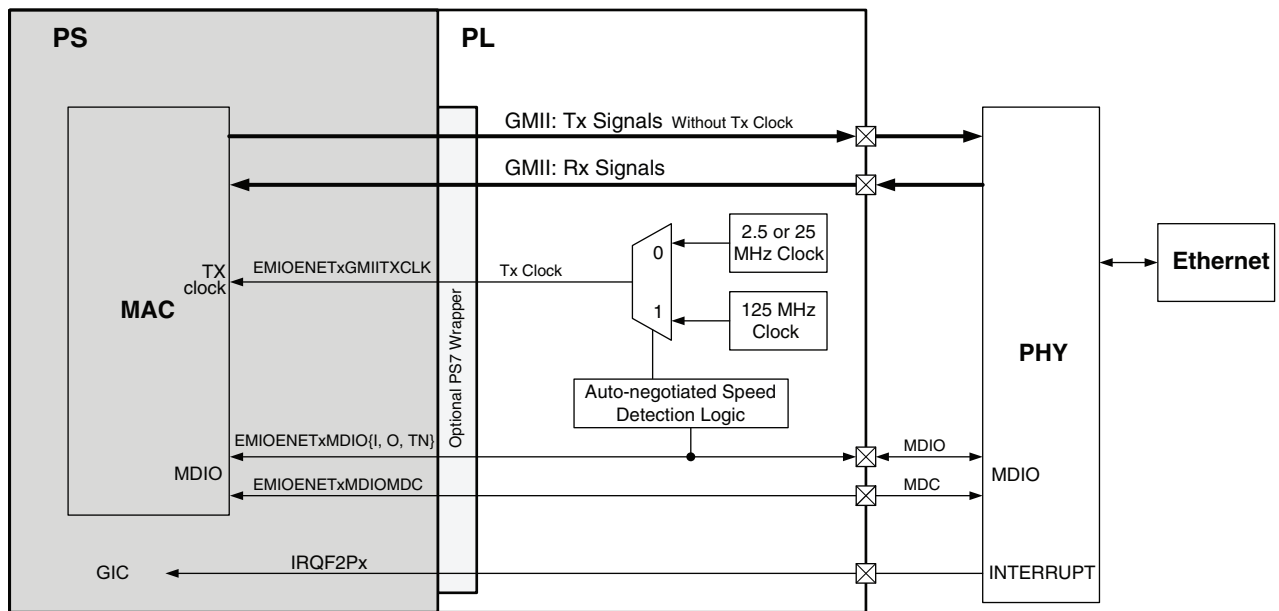 PS
PL
GMII: Tx Signals Without Tx Clock
GMII: Rx Signals
2.5 or 25
MHz Clock
0
Ethernet
EMIOENETxGMIITXCLK
Tx Clock
TX
clock
MAC
1
125 MHz
Clock
PHY
Optional PS7 Wrapper
Auto-negotiated Speed
Detection Logic
EMIOENETxMDIO{I, O, TN}
MDIO
MDIO
MDIO
EMIOENETxMDIOMDC
MDC
GIC
IRQF2Px
INTERRUPT